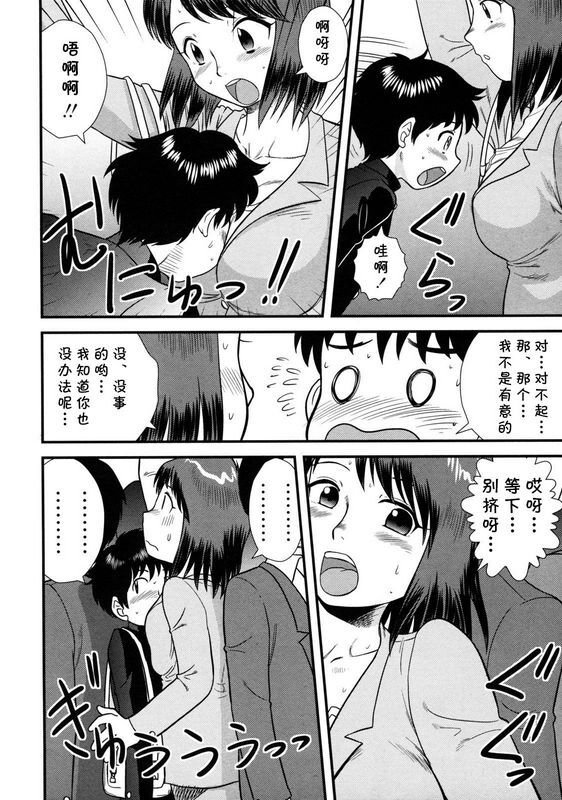 啊呀呀
ぐらっ
哇啊!
唔啊啊!!
むにゅっ!!
对…对不起…
那、那个…
我不是有意的
没、没事
的哟…
我知道你也
没办法呢…
哎呀…
等下…
别挤呀…
ぐぐっ
………
………
ぎゅううううっっ